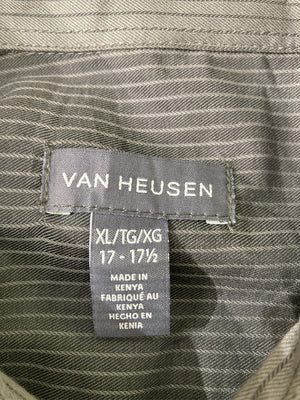 VAN HEUSEN
XL/TG/XG
17 - 17½
MADE IN
KENYA
FABRIQUÉ AU
KENYA
HECHO EN
KENIA